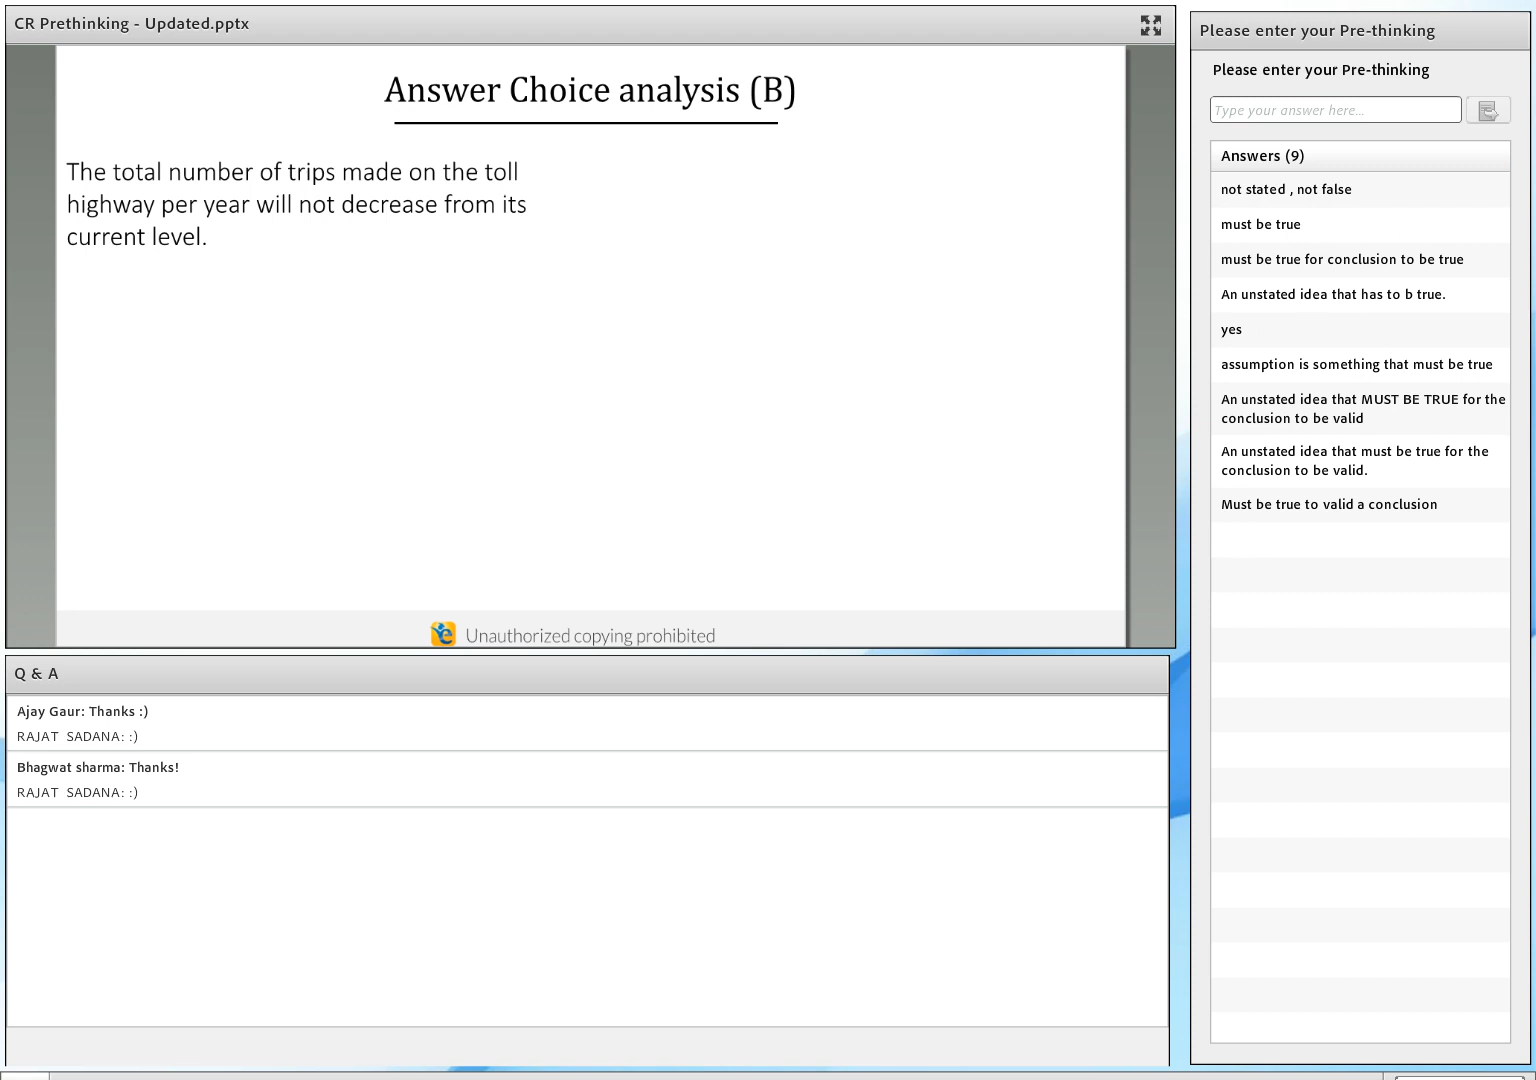 CR Prethinking - Updated.pptx
Answer Choice analysis (B)
The total number of trips made on the toll
highway per year will not decrease from its
current level.
Unauthorized copying prohibited
Q & A
Ajay Gaur: Thanks :)
RAJAT SADANA: :)
Bhagwat sharma: Thanks!
RAJAT SADANA: :)
Please enter your Pre-thinking
Please enter your Pre-thinking
Type your answer here...
Answers (9)
not stated , not false
must be true
must be true for conclusion to be true
An unstated idea that has to b true.
yes
assumption is something that must be true
An unstated idea that MUST BE TRUE for the
conclusion to be valid
An unstated idea that must be true for the
conclusion to be valid.
Must be true to valid a conclusion